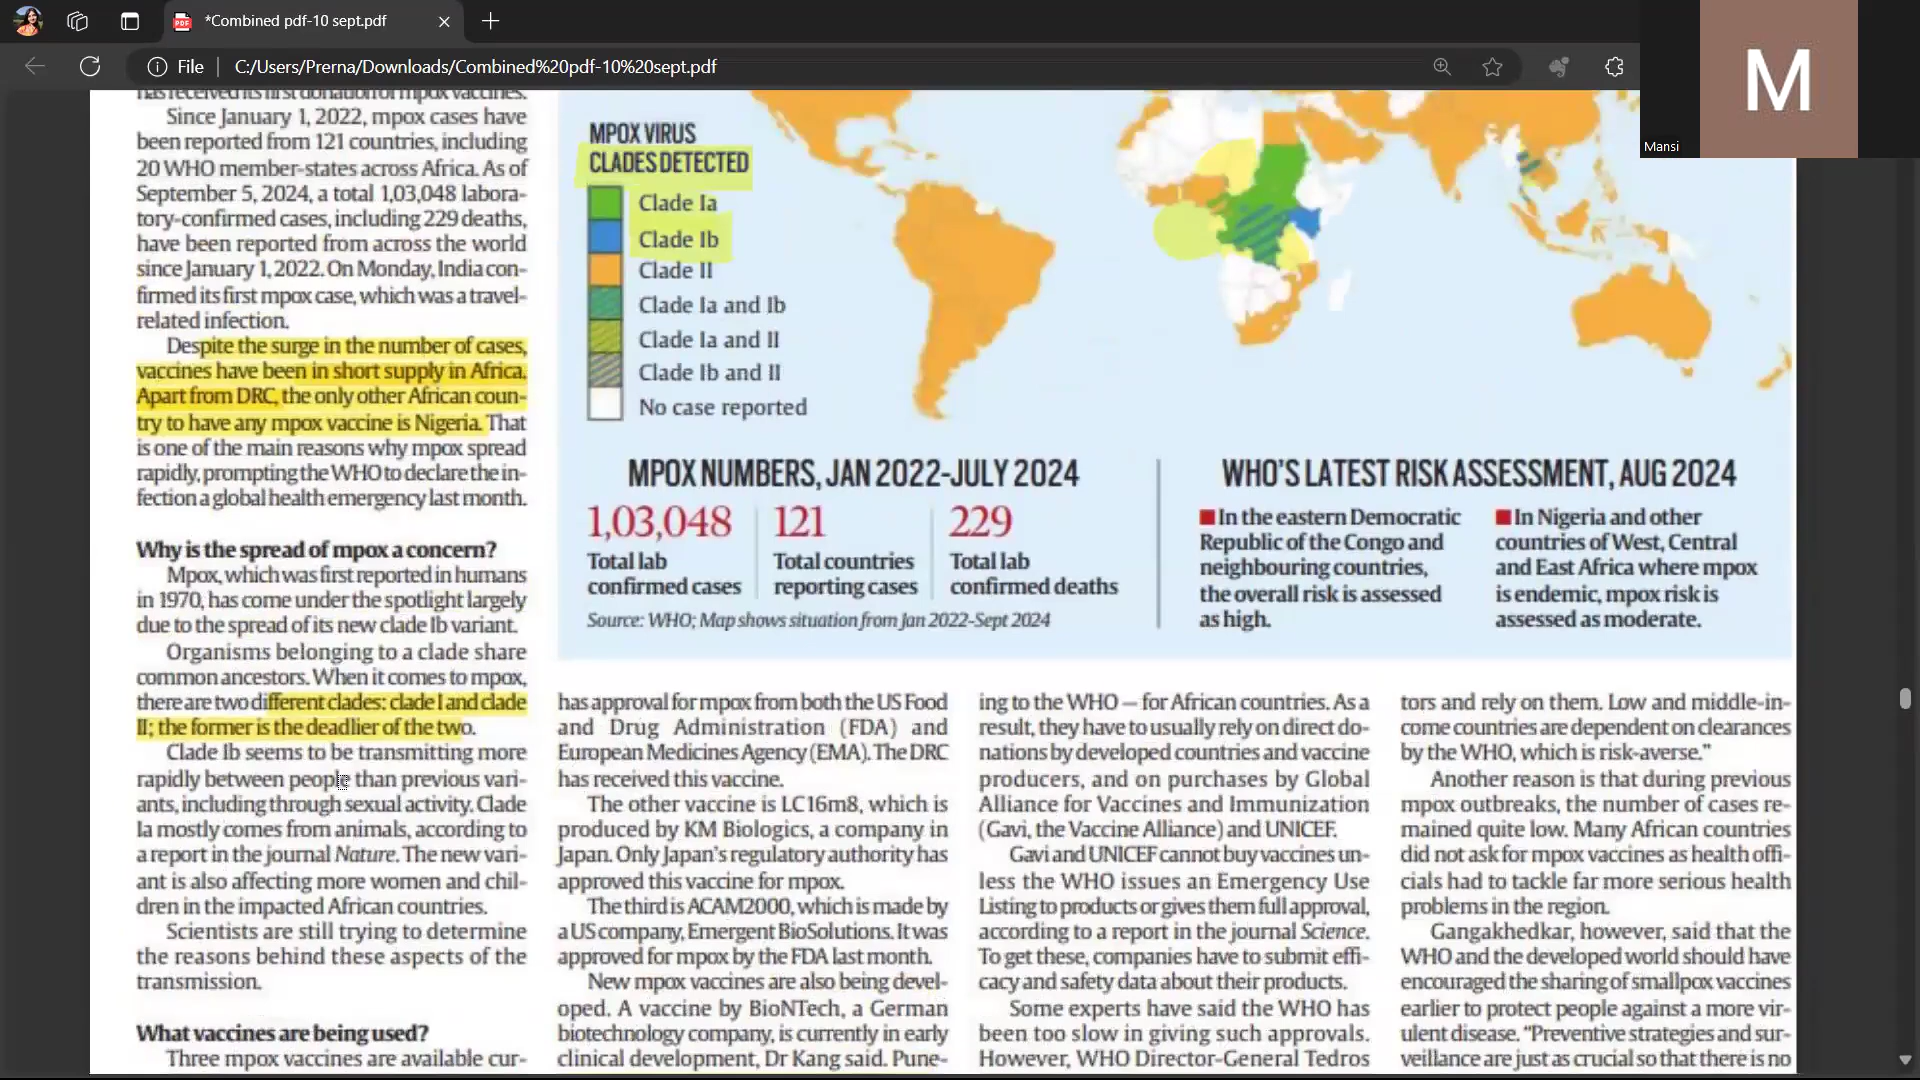 *Combined pdf-10 sept.pdf
File
C:/Users/Prerna/Downloads/Combined%20pdf-10%20sept.pdf
M
Mansi
has received its first donation of mpox vaccines.
Since January 1, 2022, mpox cases have
been reported from 121 countries, including
20 WHO member-states across Africa. As of
September 5, 2024, a total 1,03,048 labora-
tory-confirmed cases, including 229 deaths,
have been reported from across the world
since January 1, 2022. On Monday, India con-
firmed its first mpox case, which was a travel-
related infection.
Despite the surge in the number of cases,
vaccines have been in short supply in Africa.
Apart from DRC, the only other African coun-
try to have any mpox vaccine is Nigeria. That
is one of the main reasons why mpox spread
rapidly, prompting the WHO to declare the in-
fection a global health emergency last month.
Why is the spread of mpox a concern?
Mpox, which was first reported in humans
in 1970, has come under the spotlight largely
due to the spread of its new clade Ib variant.
Organisms belonging to a clade share
common ancestors. When it comes to mpox,
there are two different clades: clade I and clade
II; the former is the deadlier of the two.
Clade Ib seems to be transmitting more
rapidly between people than previous vari-
ants, including through sexual activity. Clade
Ia mostly comes from animals, according to
a report in the journal Nature. The new vari-
ant is also affecting more women and chil-
dren in the impacted African countries.
Scientists are still trying to determine
the reasons behind these aspects of the
transmission.
What vaccines are being used?
Three mpox vaccines are available cur-
MPOX VIRUS
CLADES DETECTED
Clade Ia
Clade Ib
Clade II
Clade Ia and Ib
Clade Ia and II
Clade Ib and II
No case reported
MPOX NUMBERS, JAN 2022-JULY 2024
1,03,048
Total lab
confirmed cases
121
Total countries
reporting cases
229
Total lab
confirmed deaths
Source: WHO; Map shows situation from Jan 2022-Sept 2024
WHO'S LATEST RISK ASSESSMENT, AUG 2024
In the eastern Democratic
Republic of the Congo and
neighbouring countries,
the overall risk is assessed
as high.
In Nigeria and other
countries of West, Central
and East Africa where mpox
is endemic, mpox risk is
assessed as moderate.
has approval for mpox from both the US Food
and Drug Administration (FDA) and
European Medicines Agency (EMA). The DRC
has received this vaccine.
The other vaccine is LC16m8, which is
produced by KM Biologics, a company in
Japan. Only Japan's regulatory authority has
approved this vaccine for mpox.
The third is ACAM2000, which is made by
a US company, Emergent BioSolutions. It was
approved for mpox by the FDA last month.
New mpox vaccines are also being devel-
oped. A vaccine by BioNTech, a German
biotechnology company, is currently in early
clinical development, Dr Kang said. Pune-
ing to the WHO — for African countries. As a
result, they have to usually rely on direct do-
nations by developed countries and vaccine
producers, and on purchases by Global
Alliance for Vaccines and Immunization
(Gavi, the Vaccine Alliance) and UNICEF.
Gavi and UNICEF cannot buy vaccines un-
less the WHO issues an Emergency Use
Listing to products or gives them full approval,
according to a report in the journal Science.
To get these, companies have to submit effi-
cacy and safety data about their products.
Some experts have said the WHO has
been too slow in giving such approvals.
However, WHO Director-General Tedros
tors and rely on them. Low and middle-in-
come countries are dependent on clearances
by the WHO, which is risk-averse."
Another reason is that during previous
mpox outbreaks, the number of cases re-
mained quite low. Many African countries
did not ask for mpox vaccines as health offi-
cials had to tackle far more serious health
problems in the region.
Gangakhedkar, however, said that the
WHO and the developed world should have
encouraged the sharing of smallpox vaccines
earlier to protect people against a more vir-
ulent disease. "Preventive strategies and sur-
veillance are just as crucial so that there is no